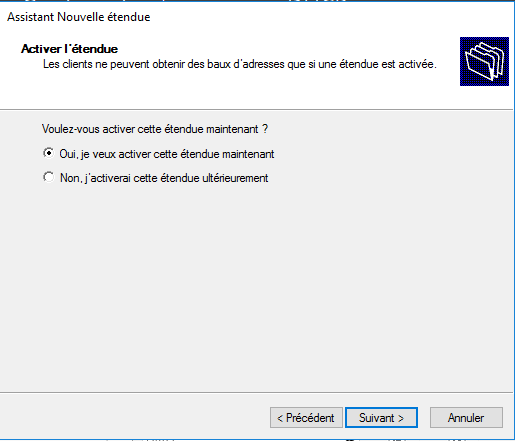 Assistant Nouvelle étendue
Activer l'étendue
Les clients ne peuvent obtenir des baux d'adresses que si une étendue est activée.
Voulez-vous activer cette étendue maintenant ?
Oui, je veux activer cette étendue maintenant
Non, j'activerai cette étendue ultérieurement
< Précédent Suivant > Annuler